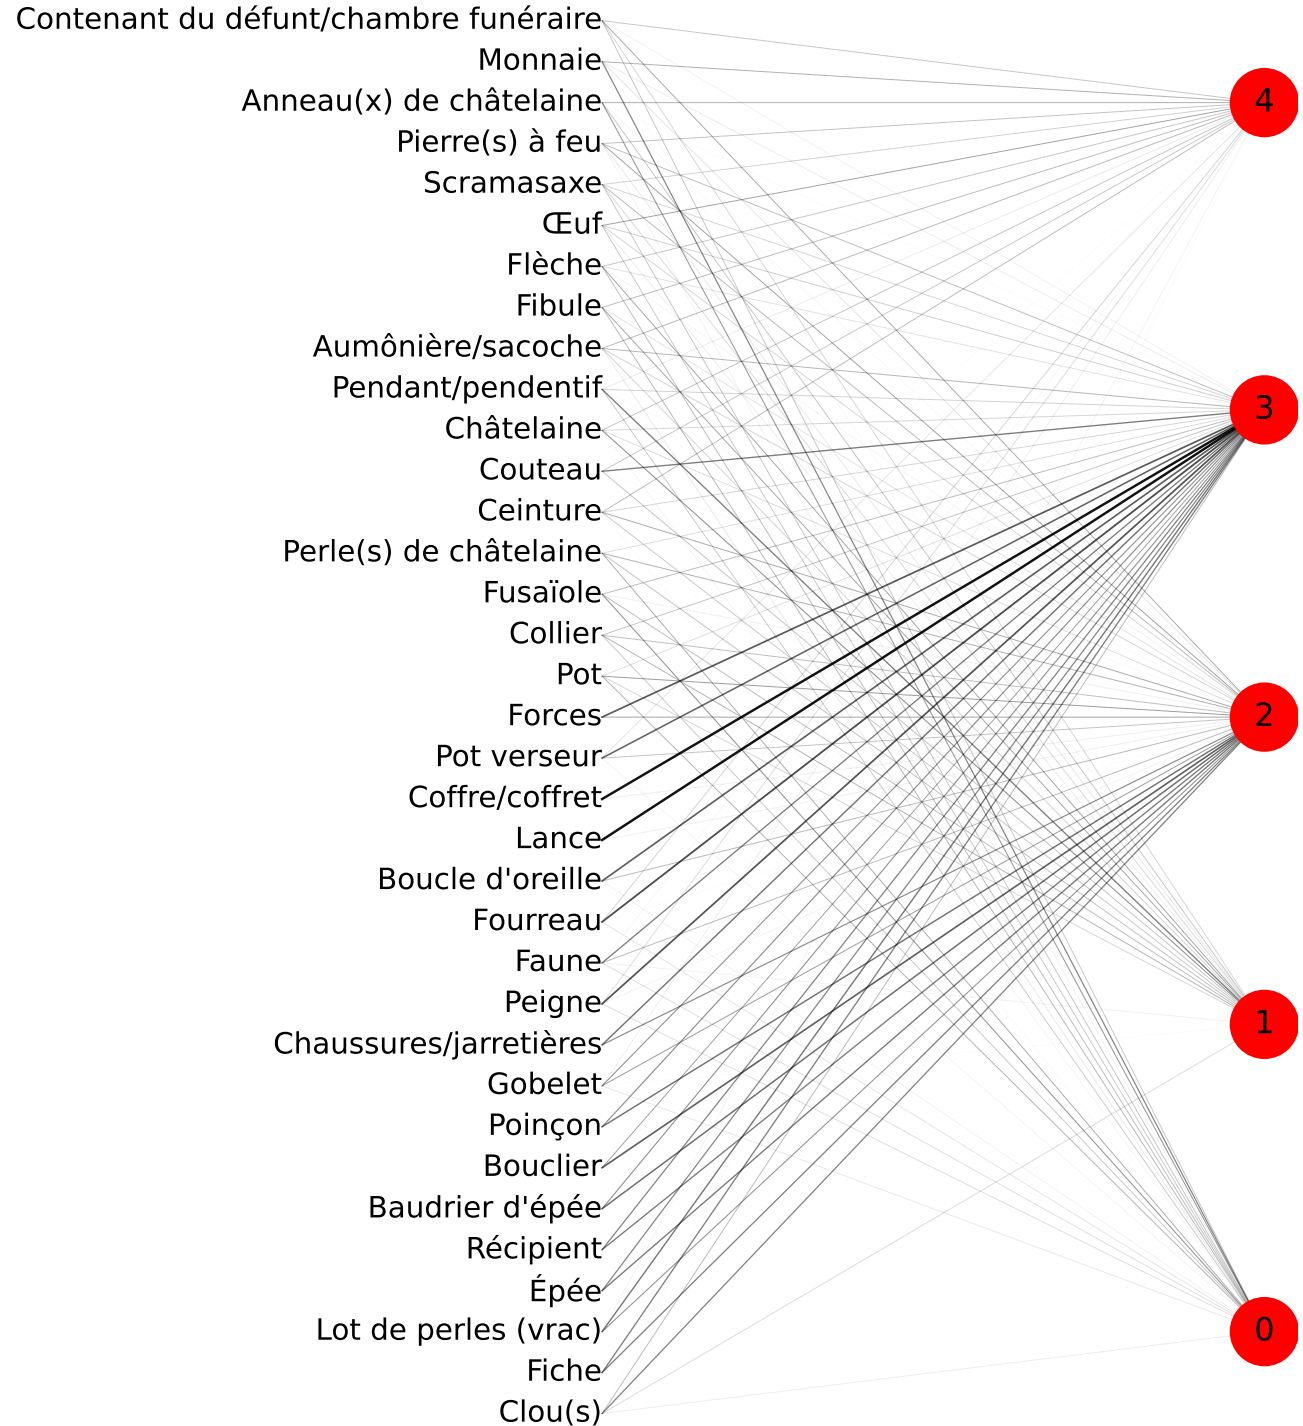 Contenant du défunt/chambre funéraire
Monnaie
Anneau(x) de châtelaine
4
Pierre(s) à feu
Scramasaxe
Œuf
Flèche
Fibule
Aumônière/sacoche
Pendant/pendentif
3
Châtelaine
Couteau
Ceinture
Perle(s) de châtelaine
Fusaïole
Collier
Pot
Forces
2
Pot verseur
Coffre/coffret
Lance
Boucle d'oreille
Fourreau
Faune
Peigne
1
Chaussures/jarretières
Gobelet
Poinçon
Bouclier
Baudrier d'épée
Récipient
Épée
Lot de perles (vrac)
0
Fiche
Clou(s)